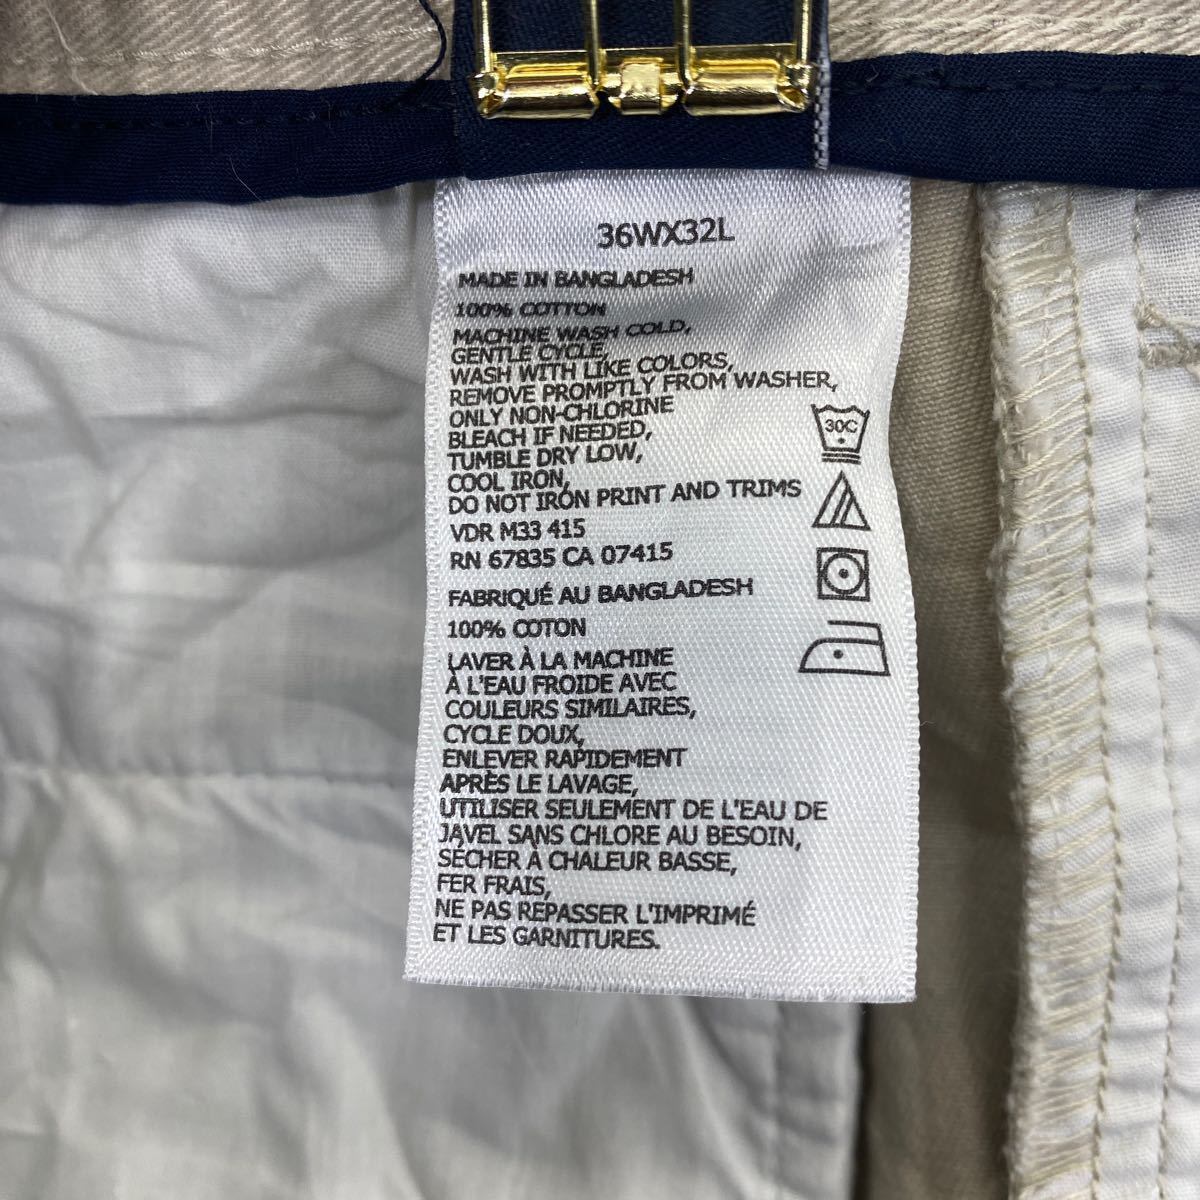 36WX32L
MADE IN BANGLADESH
100% COTTON
MACHINE WASH COLD,
GENTLE CYCLE,
WASH WITH LIKE COLORS,
REMOVE PROMPTLY FROM WASHER,
ONLY NON-CHLORINE
BLEACH IF NEEDED,
TUMBLE DRY LOW,
COOL IRON,
DO NOT IRON PRINT AND TRIMS
30C
VDR M33 415
RN 67835 CA 07415
FABRIQUÉ AU BANGLADESH
100% COTON
LAVER À LA MACHINE
À L'EAU FROIDE AVEC
COULEURS SIMILAIRES,
CYCLE DOUX,
ENLEVER RAPIDEMENT
APRÈS LE LAVAGE,
UTILISER SEULEMENT DE L'EAU DE
JAVEL SANS CHLORE AU BESOIN,
SÉCHER À CHALEUR BASSE,
FER FRAIS,
NE PAS REPASSER L'IMPRIMÉ
ET LES GARNITURES.